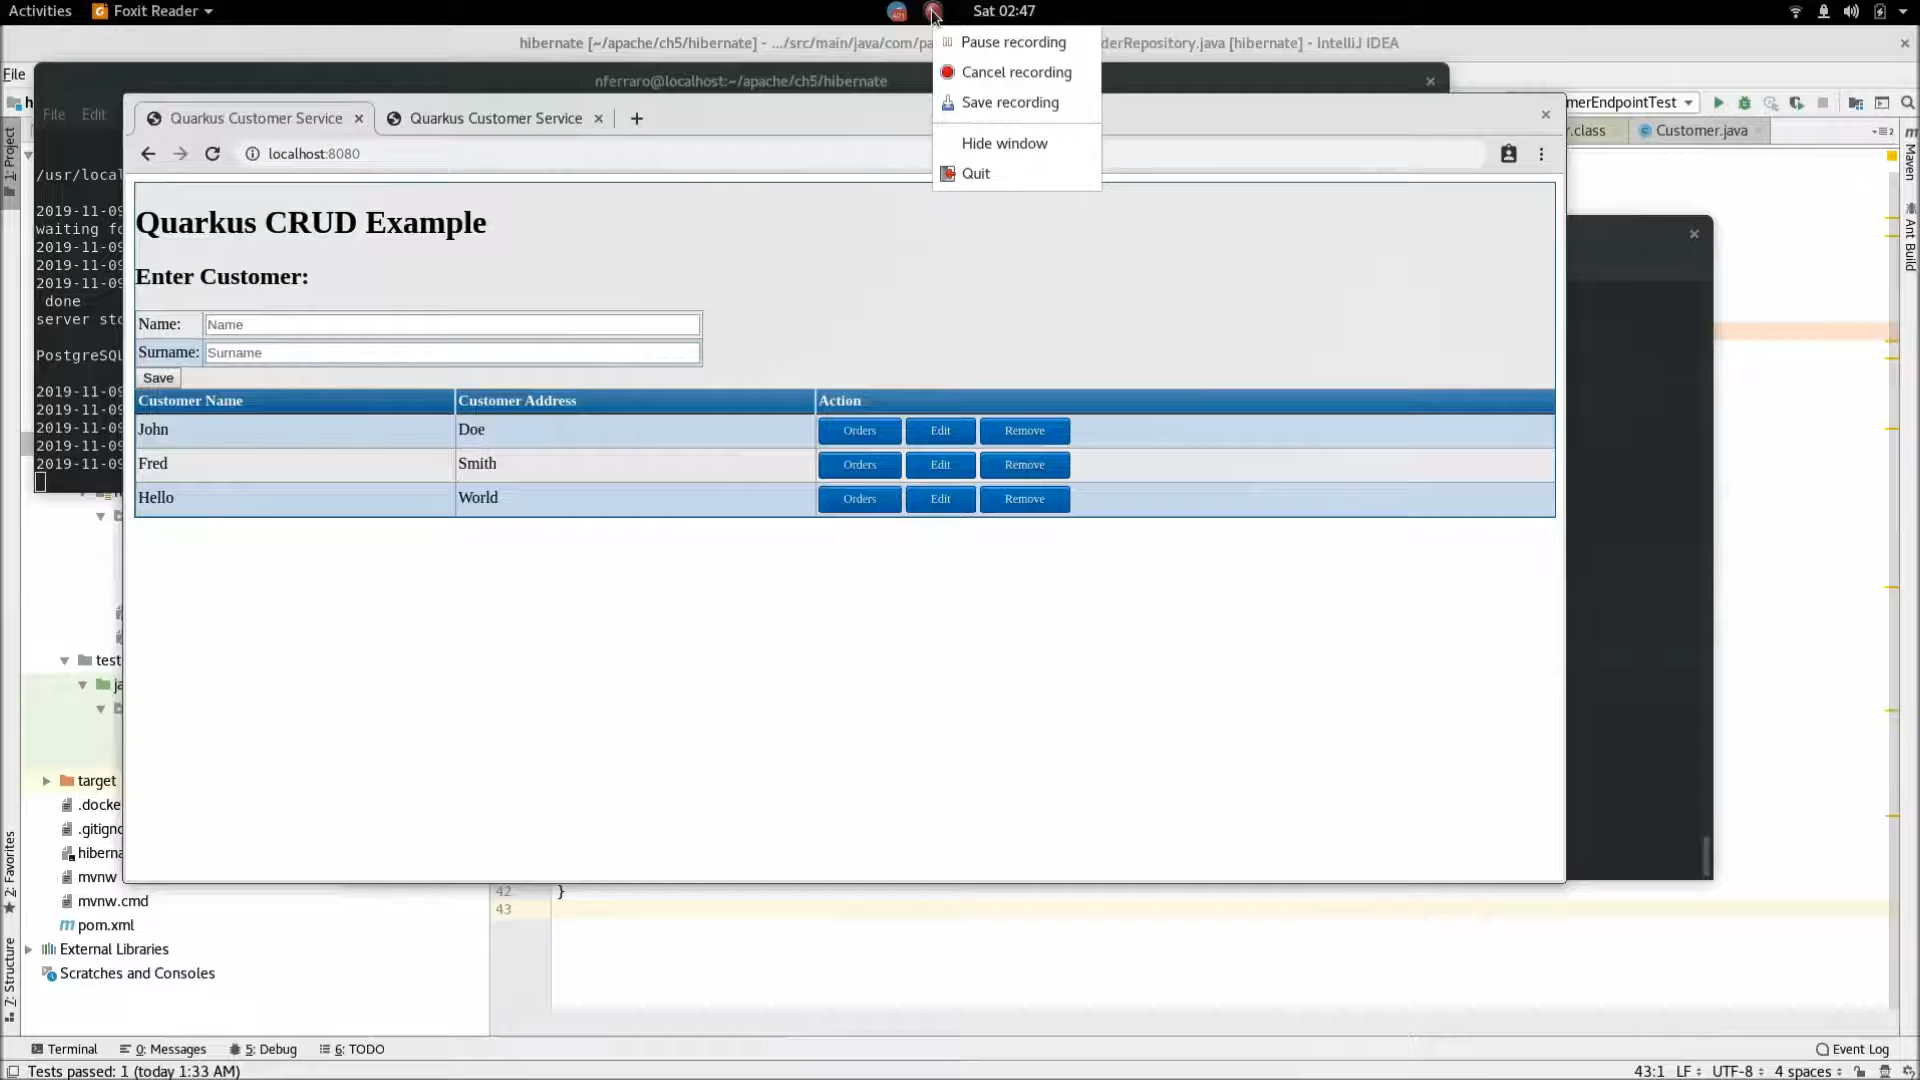 Activities Foxit Reader Sat 02:47
hibernate [~/apache/ch5/hibernate] - .../src/main/java/com/pa derRepository.java [hibernate] - IntelliJ IDEA
Pause recording
Cancel recording
Save recording
Hide window
Quit
File
nferraro@localhost:~/apache/ch5/hibernate
merEndpointTest
File Edit
Quarkus Customer Service Quarkus Customer Service
.class Customer.java
localhost:8080
1: Project
Maven
Ant Build
/usr/local
2019-11-09
waiting fo
2019-11-09
2019-11-09
2019-11-09
done
server sto
PostgreSQL
2019-11-09
2019-11-09
2019-11-09
2019-11-09
2019-11-09
Quarkus CRUD Example
Enter Customer:
Name: Name
Surname: Surname
Save
Customer Name Customer Address Action
John Doe Orders Edit Remove
Fred Smith Orders Edit Remove
Hello World Orders Edit Remove
test
ja
target
.docke
.gitigno
hiberna
mvnw
mvnw.cmd
pom.xml
External Libraries
Scratches and Consoles
2: Favorites
7: Structure
42 }
43
Terminal 0: Messages 5: Debug 6: TODO Event Log
Tests passed: 1 (today 1:33 AM) 43:1 LF UTF-8 4 spaces